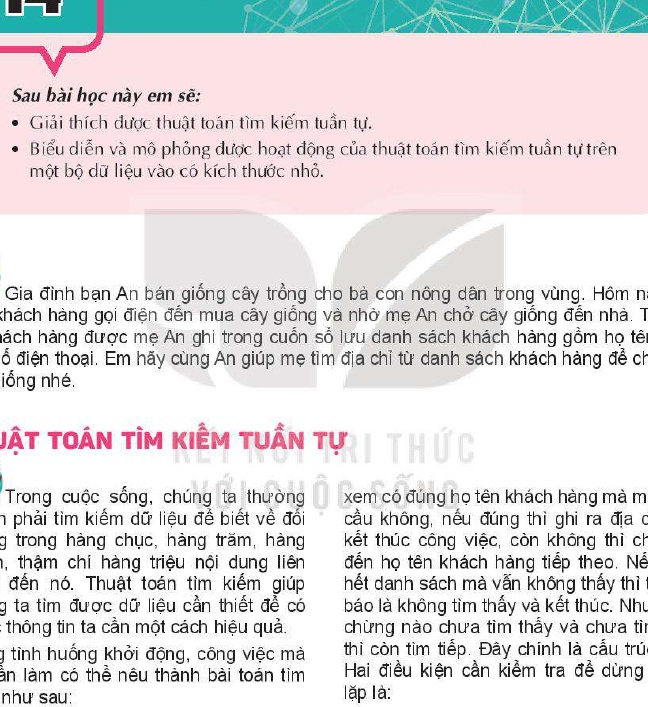 14
Sau bài học này em sẽ:
• Giải thích được thuật toán tìm kiếm tuần tự.
• Biểu diễn và mô phỏng được hoạt động của thuật toán tìm kiếm tuần tự trên
một bộ dữ liệu vào có kích thước nhỏ.
Gia đình bạn An bán giống cây trồng cho bà con nông dân trong vùng. Hôm
khách hàng gọi điện đến mua cây giống và nhờ mẹ An chở cây giống đến nhà. T
hách hàng được mẹ An ghi trong cuốn sổ lưu danh sách khách hàng gồm họ tên
ố điện thoại. Em hãy cùng An giúp mẹ tìm địa chỉ từ danh sách khách hàng để ch
iống nhé.
UẬT TOÁN TÌM KIẾM TUẦN TỰ
KẾT NỐI TRI THỨC
VỚI CUỘC SỐNG
Trong cuộc sống, chúng ta thường
phải tìm kiếm dữ liệu để biết về đối
g trong hàng chục, hàng trăm, hàng
, thậm chí hàng triệu nội dung liên
đến nó. Thuật toán tìm kiếm giúp
g ta tìm được dữ liệu cần thiết để có
thông tin ta cần một cách hiệu quả.
g tình huống khởi động, công việc mà
ần làm có thể nêu thành bài toán tìm
như sau:
xem có đúng họ tên khách hàng mà m
cầu không, nếu đúng thì ghi ra địa c
kết thúc công việc, còn không thì ch
đến họ tên khách hàng tiếp theo. Nế
hết danh sách mà vẫn không thấy thì t
báo là không tìm thấy và kết thúc. Như
chừng nào chưa tìm thấy và chưa tìm
thì còn tìm tiếp. Đây chính là cấu trúc
Hai điều kiện cần kiểm tra để dừng
lặp là: